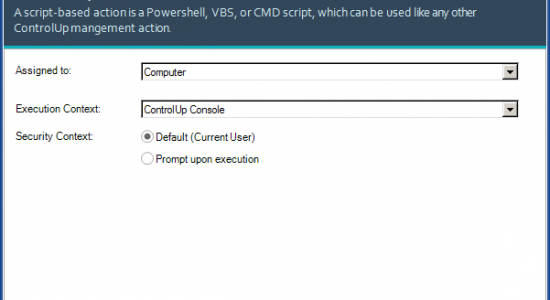 A script-based action is a Powershell, VBS, or CMD script, which can be used like any other
ControlUp mangement action.
Assigned to: Computer
Execution Context: ControlUp Console
Security Context: Default (Current User)
Prompt upon execution